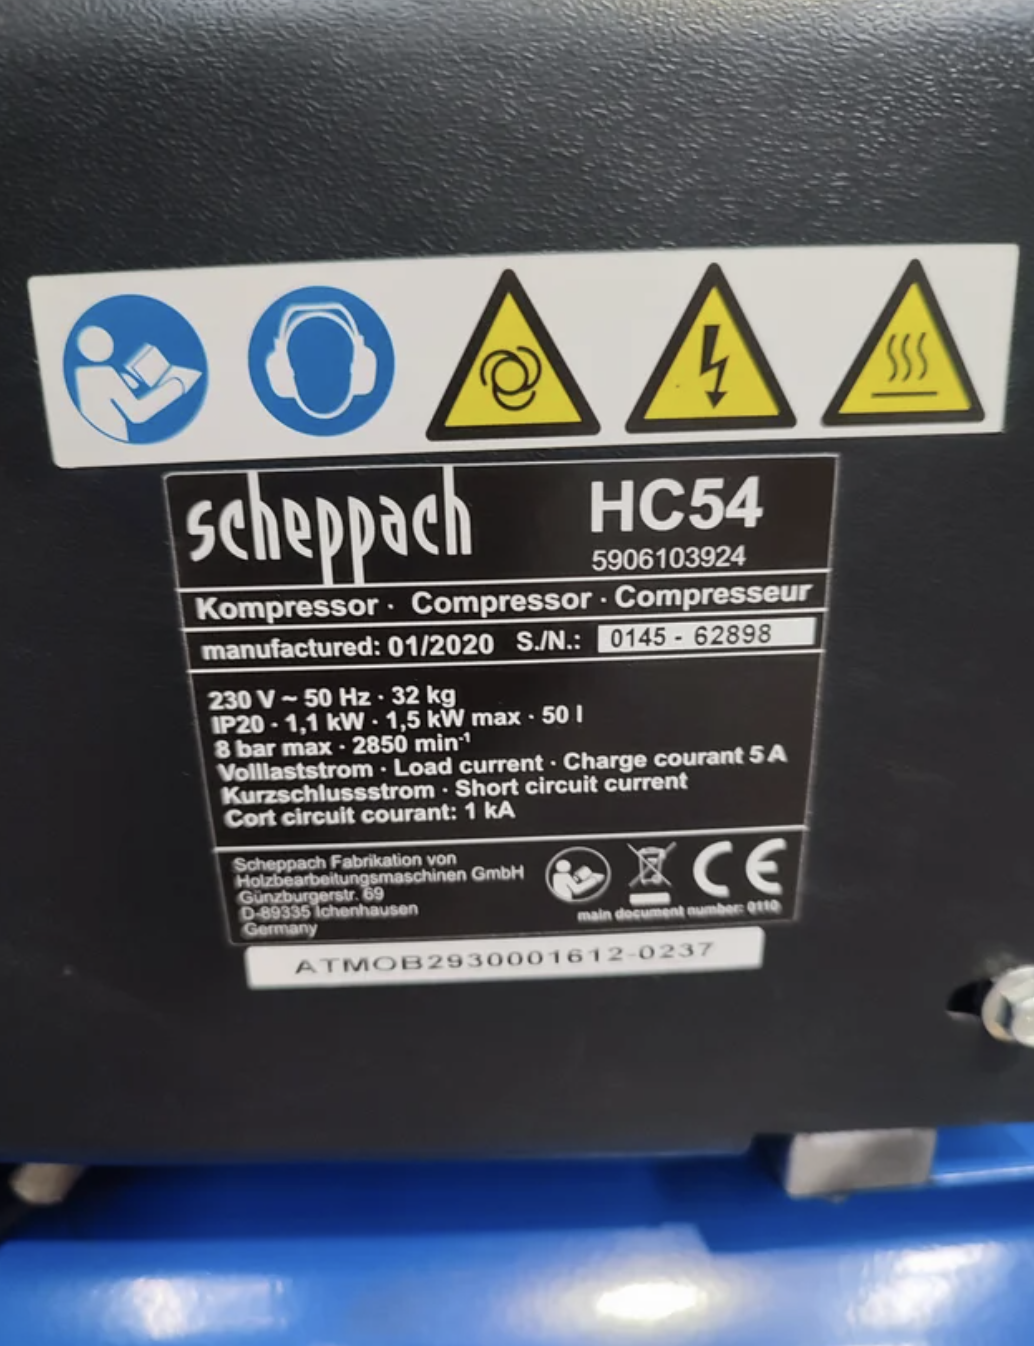 scheppach
HC54
5906103924
Kompressor · Compressor · Compresseur
manufactured: 01/2020 S./N.: 0145 - 62898
230 V ~ 50 Hz · 32 kg
IP20 · 1,1 kW · 1,5 kW max · 50 l
8 bar max · 2850 min⁻¹
Volllaststrom · Load current · Charge courant 5 A
Kurzschlussstrom · Short circuit current
Cort circuit courant: 1 kA
Scheppach Fabrikation von
Holzbearbeitungsmaschinen GmbH
Günzburgerstr. 69
D-89335 Ichenhausen
Germany
CE
main document number: 0110
ATMOB2930001612-0237